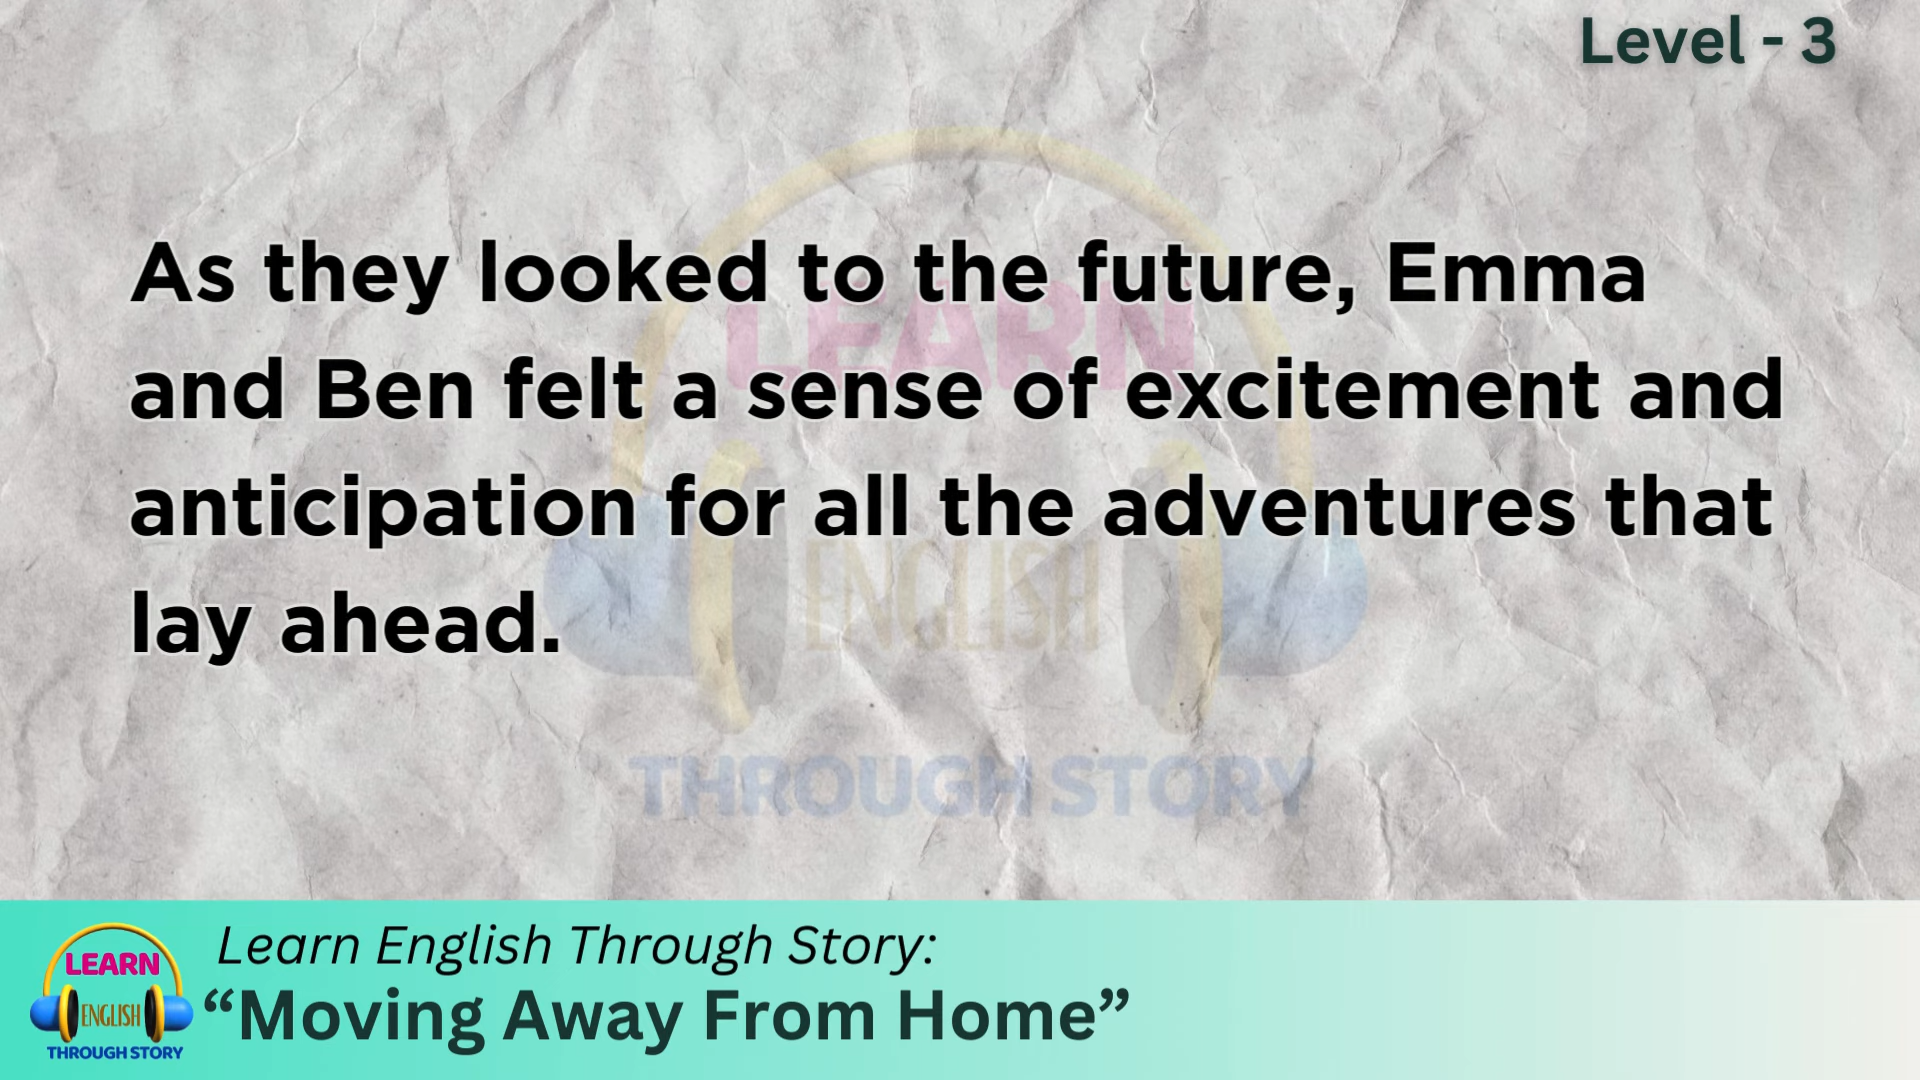 Level - 3
As they looked to the future, Emma
and Ben felt a sense of excitement and
anticipation for all the adventures that
lay ahead.
LEARN
ENGLISH
THROUGH STORY
Learn English Through Story:
“Moving Away From Home”
LEARN
ENGLISH
THROUGH STORY